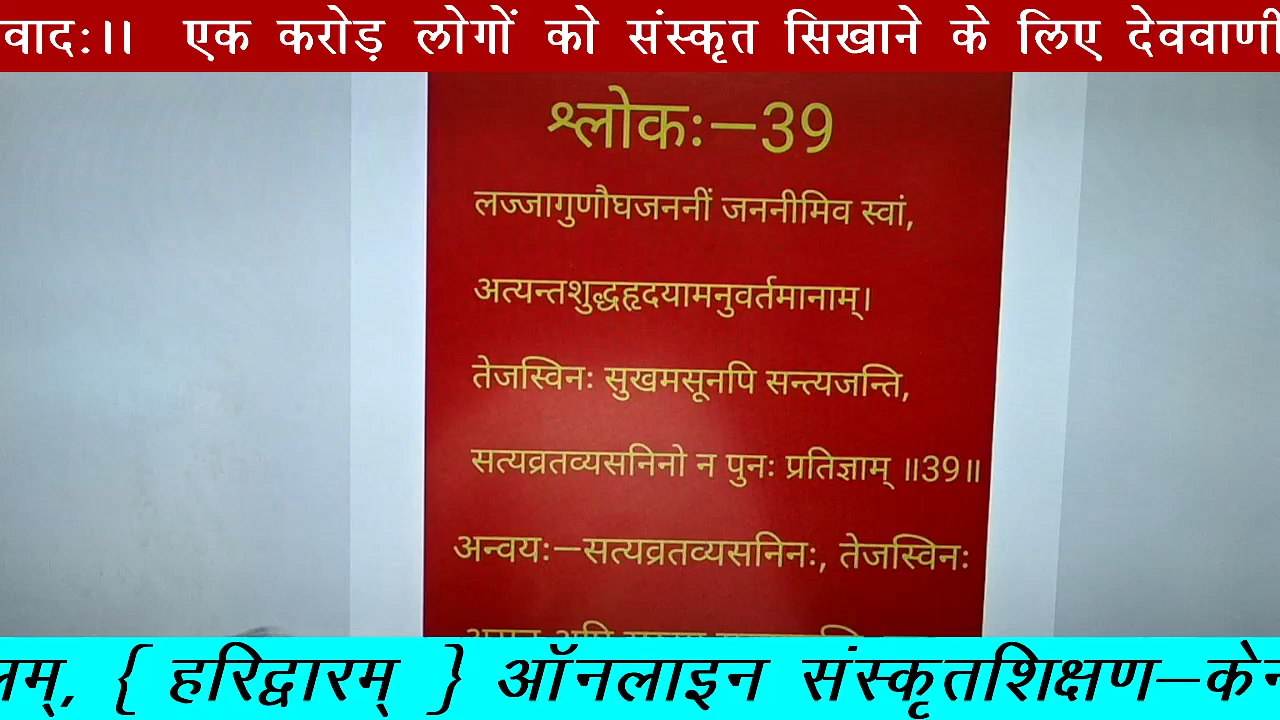 वादः।। एक करोड़ लोगों को संस्कृत सिखाने के लिए देववाणी
श्लोकः—39
लज्जागुणौघजननीं जननीमिव स्वां,
अत्यन्तशुद्धहृदयामनुवर्तमानाम्।
तेजस्विनः सुखमसूनपि सन्त्यजन्ति,
सत्यव्रतव्यसनिनो न पुनः प्रतिज्ञाम् ॥39॥
अन्वयः—सत्यव्रतव्यसनिनः, तेजस्विनः
{ हरिद्वारम् } ऑनलाइन संस्कृतशिक्षण—